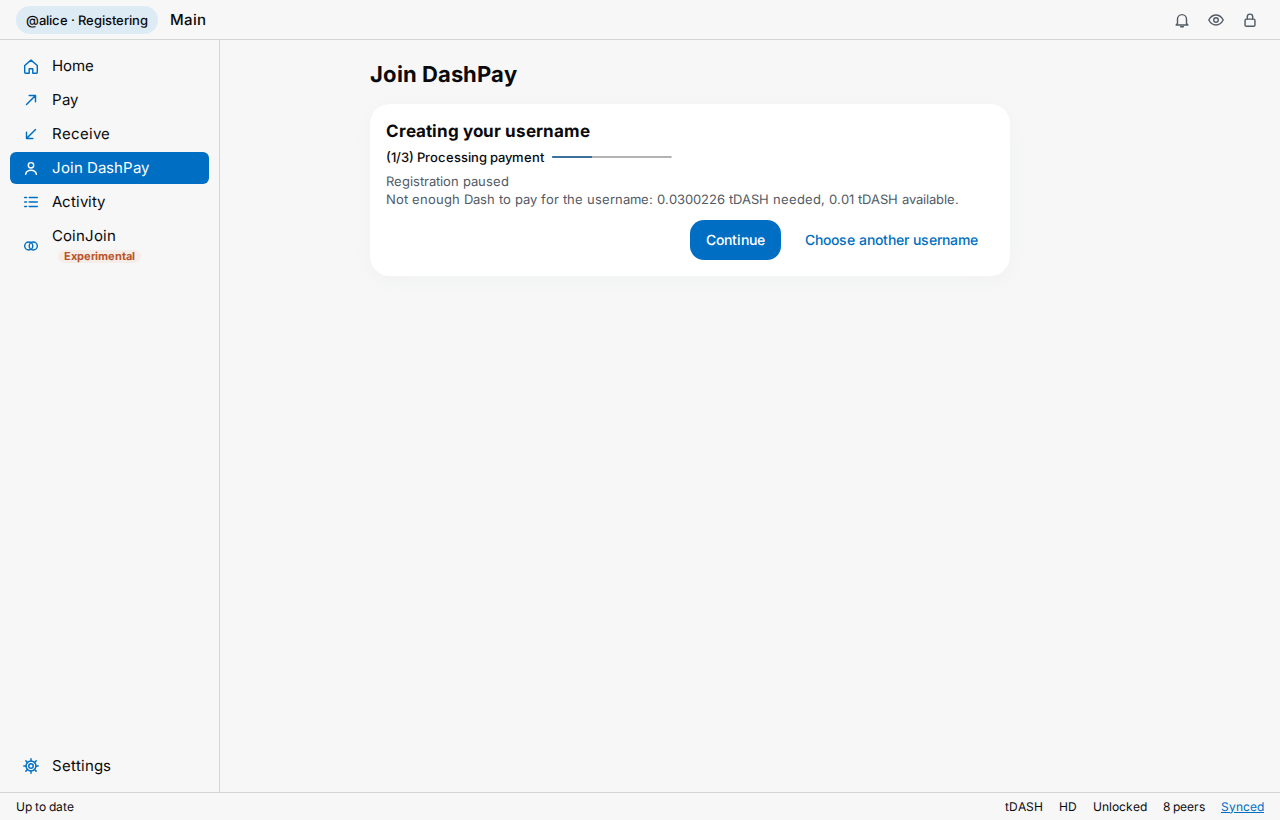 @alice · Registering Main
Home
Pay
Receive
Join DashPay
Activity
CoinJoin
Experimental
Settings
Join DashPay
Creating your username
(1/3) Processing payment
Registration paused
Not enough Dash to pay for the username: 0.0300226 tDASH needed, 0.01 tDASH available.
Continue Choose another username
Up to date tDASH HD Unlocked 8 peers Synced